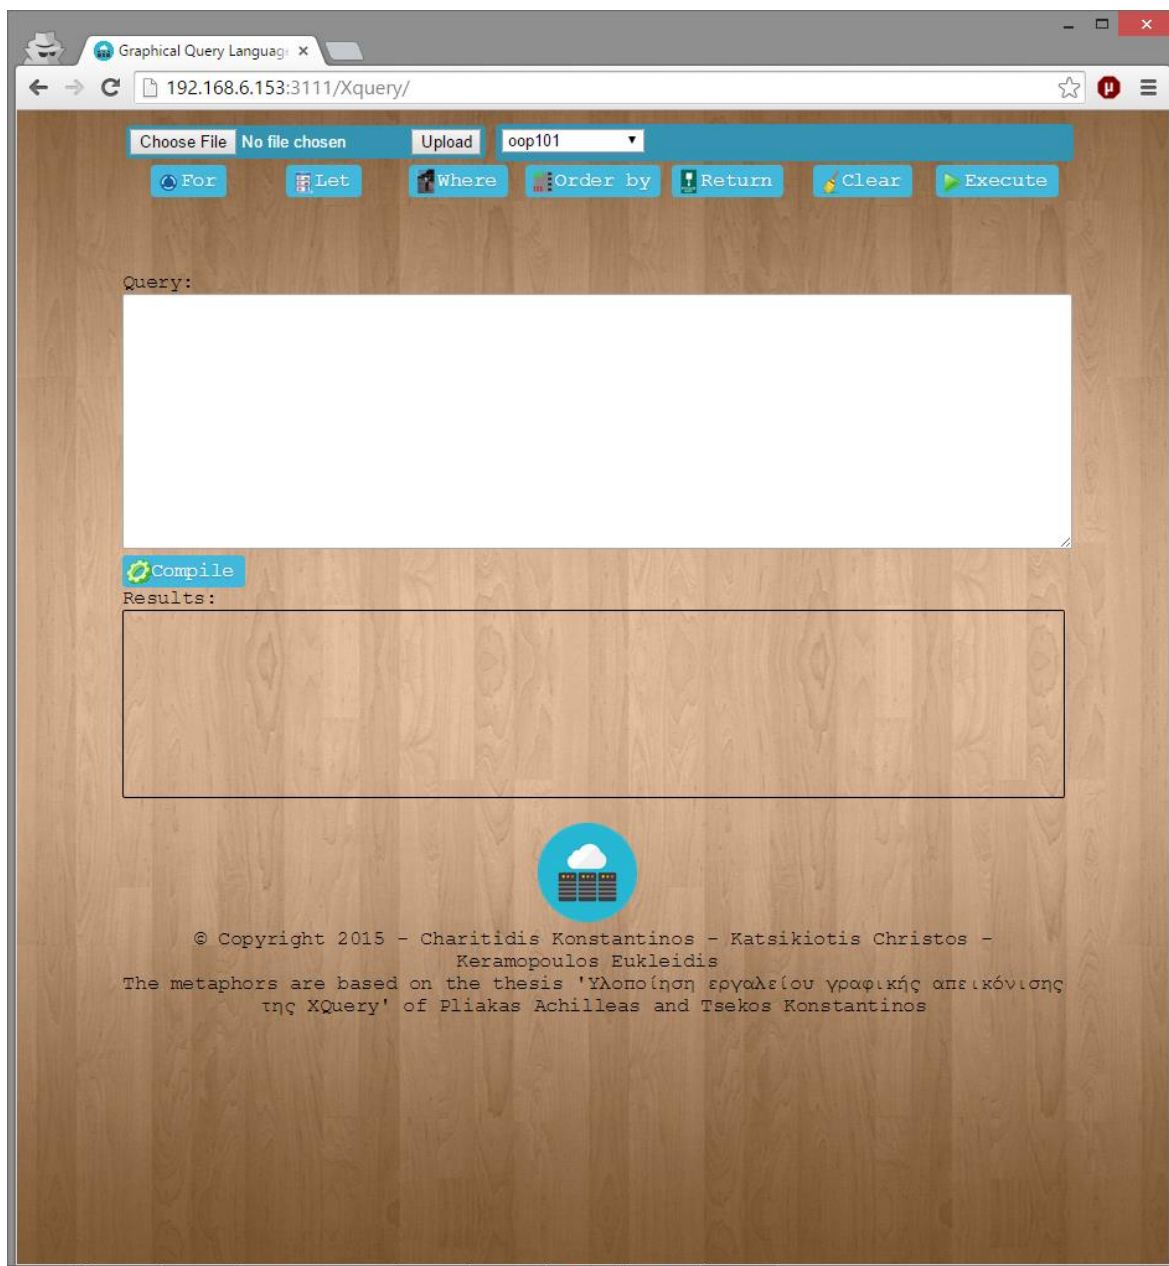 Graphical Query Languag
192.168.6.153:3111/Xquery/
Choose File No file chosen Upload oop101
For Let Where Order by Return Clear Execute
Query:
Compile
Results:
© Copyright 2015 - Charitidis Konstantinos - Katsikiotis Christos -
Keramopoulos Eukleidis
The metaphors are based on the thesis 'Υλοποίηση εργαλείου γραφικής απεικόνισης
της XQuery' of Pliakas Achilleas and Tsekos Konstantinos